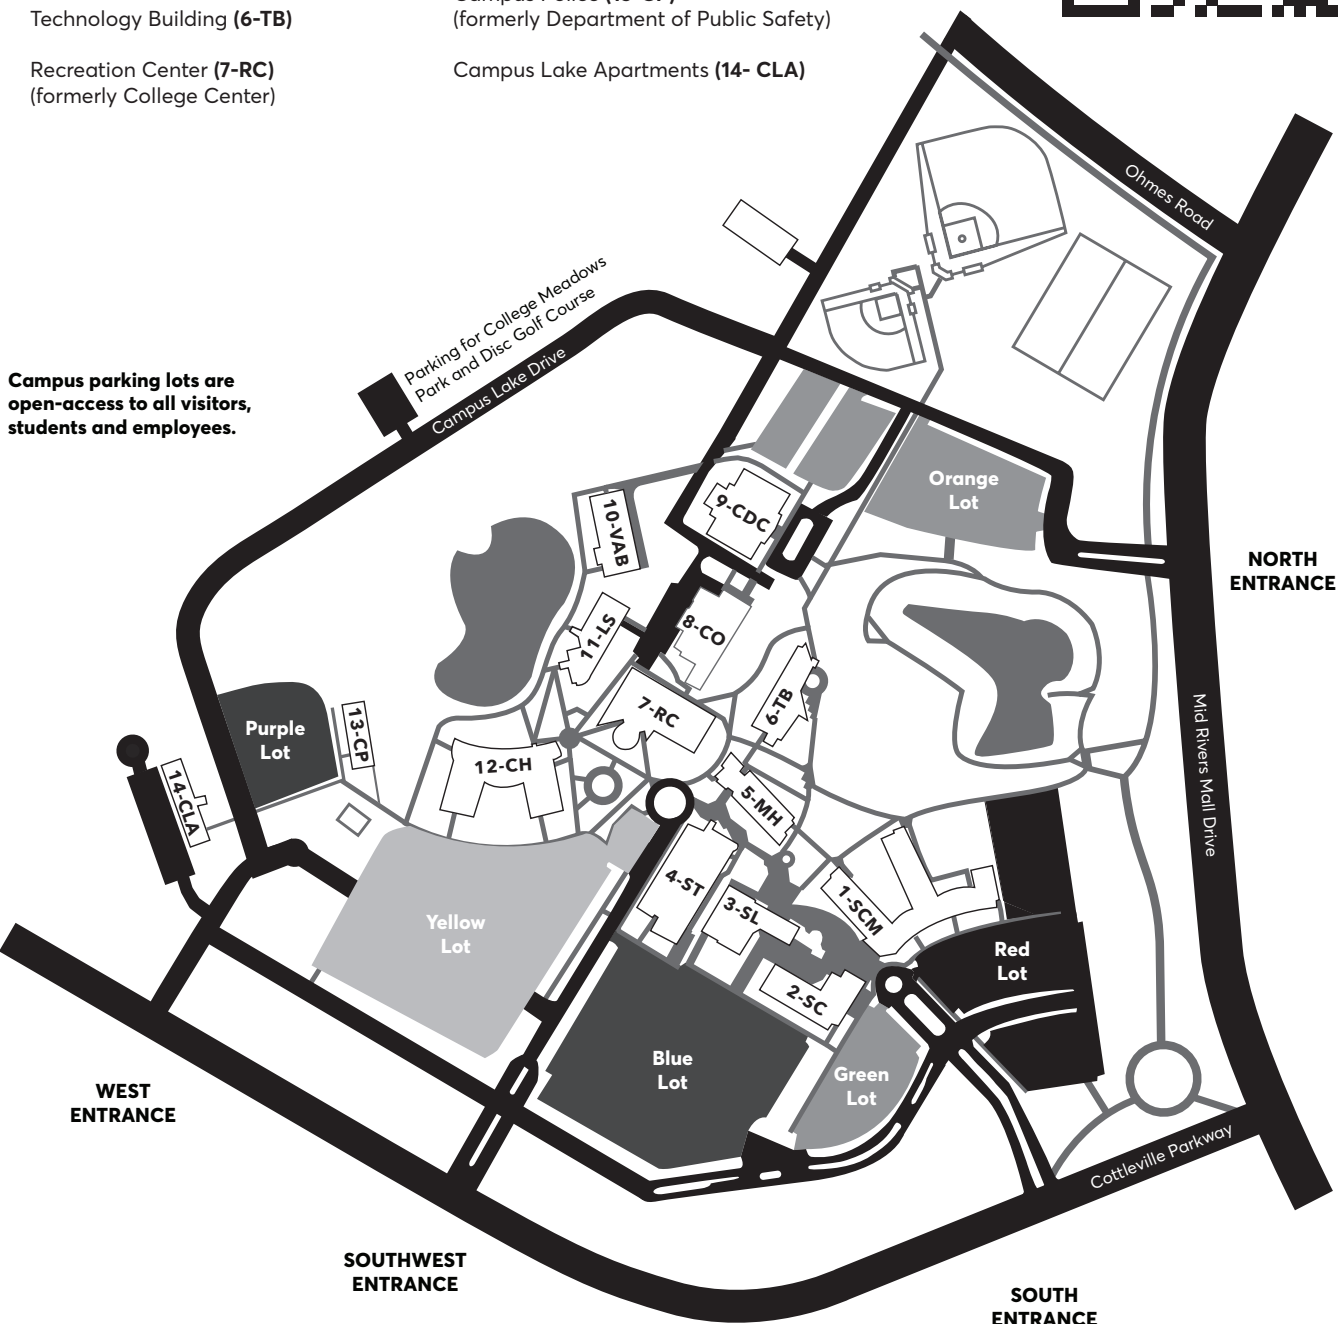 Technology Building (6-TB)
Recreation Center (7-RC)
(formerly College Center)
(formerly Department of Public Safety)
Campus Lake Apartments (14- CLA)
Ohmes Road
Parking for College Meadows
Park and Disc Golf Course
Campus Lake Drive
Campus parking lots are
open-access to all visitors,
students and employees.
Orange
Lot
9-CDC
10-VAB
NORTH
ENTRANCE
11-LS
8-CO
6-TB
7-RC
Purple
Lot
13-CP
12-CH
14-CLA
5-MH
Mid Rivers Mall Drive
4-ST
3-SL
1-SCM
Yellow
Lot
Red
Lot
2-SC
Blue
Lot
Green
Lot
WEST
ENTRANCE
Cottleville Parkway
SOUTHWEST
ENTRANCE
SOUTH
ENTRANCE